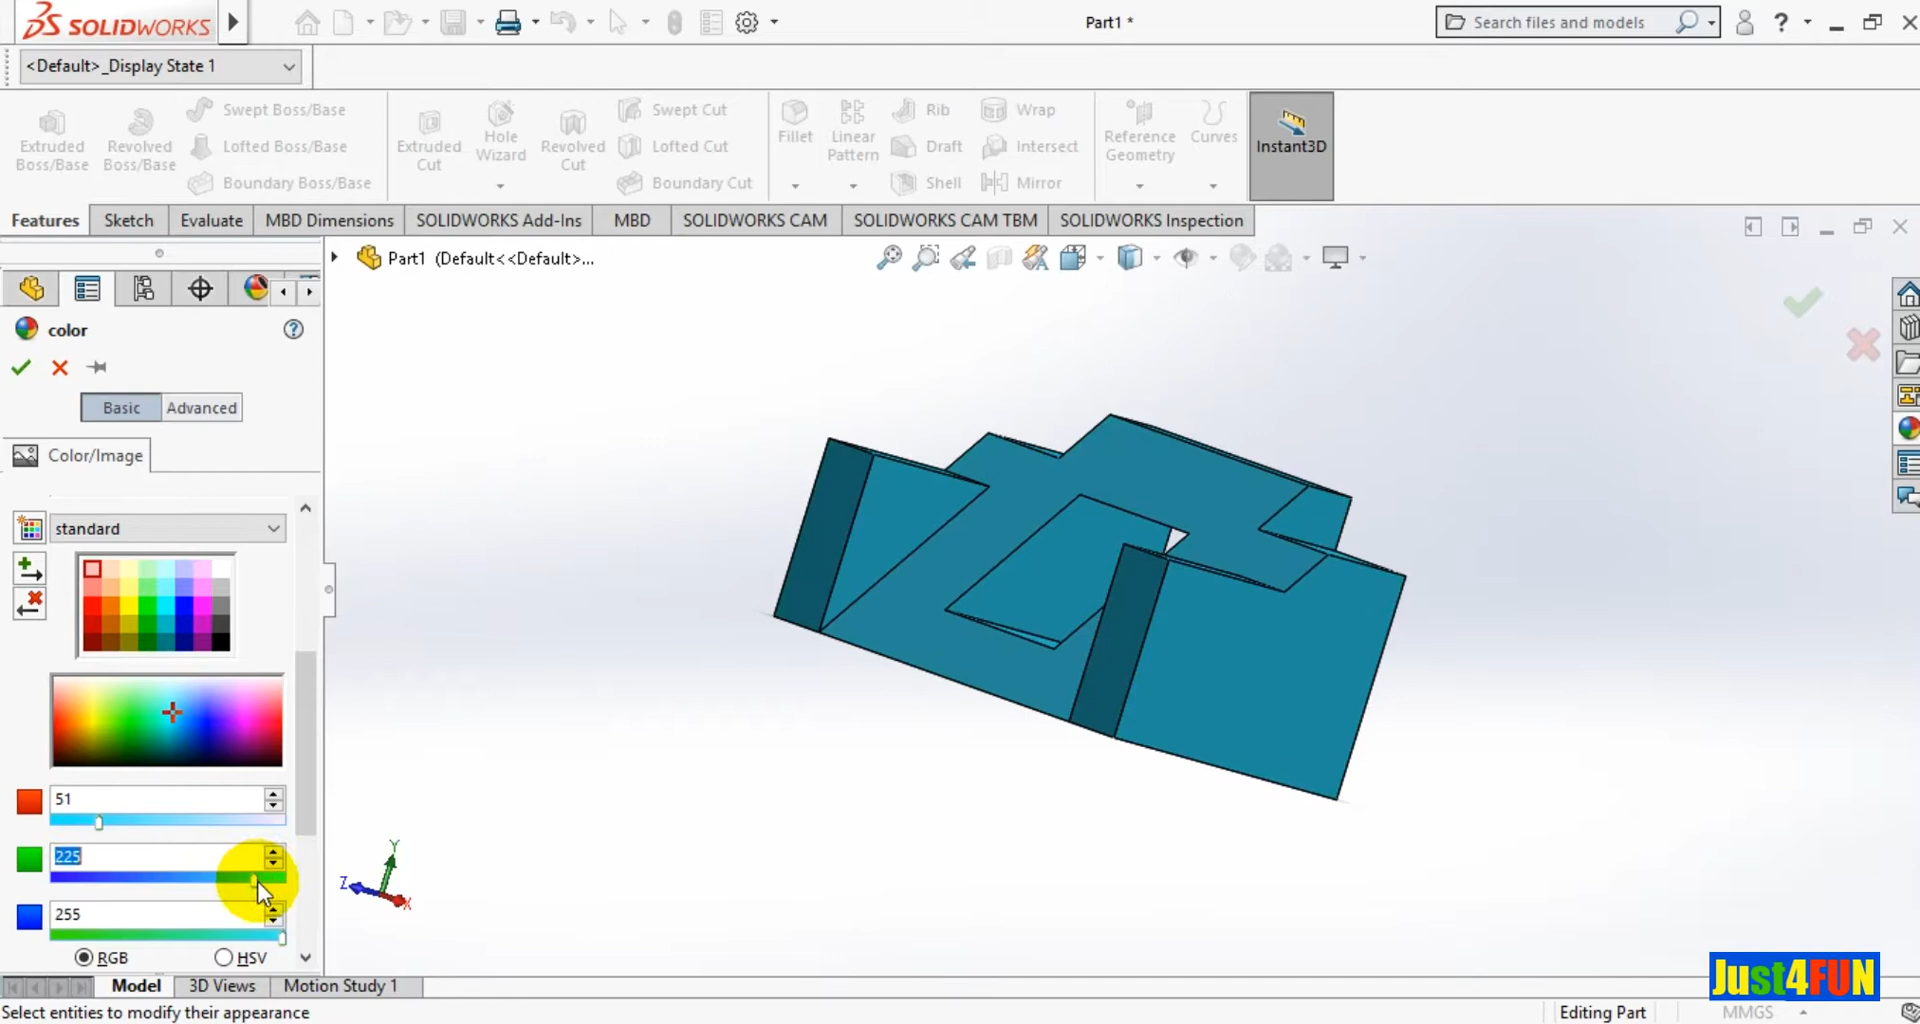 SOLIDWORKS
Part1 *
Search files and models
?
<Default>_Display State 1
Extruded Boss/Base
Revolved Boss/Base
Swept Boss/Base
Lofted Boss/Base
Boundary Boss/Base
Extruded Cut
Hole Wizard
Revolved Cut
Swept Cut
Lofted Cut
Boundary Cut
Fillet
Linear Pattern
Rib
Draft
Shell
Wrap
Intersect
Mirror
Reference Geometry
Curves
Instant3D
Features
Sketch
Evaluate
MBD Dimensions
SOLIDWORKS Add-Ins
MBD
SOLIDWORKS CAM
SOLIDWORKS CAM TBM
SOLIDWORKS Inspection
Part1 (Default<<Default>...
color
?
Basic
Advanced
Color/Image
standard
51
225
255
RGB
HSV
Y
Z
X
Model
3D Views
Motion Study 1
Just4FUN
Select entities to modify their appearance
Editing Part
MMGS